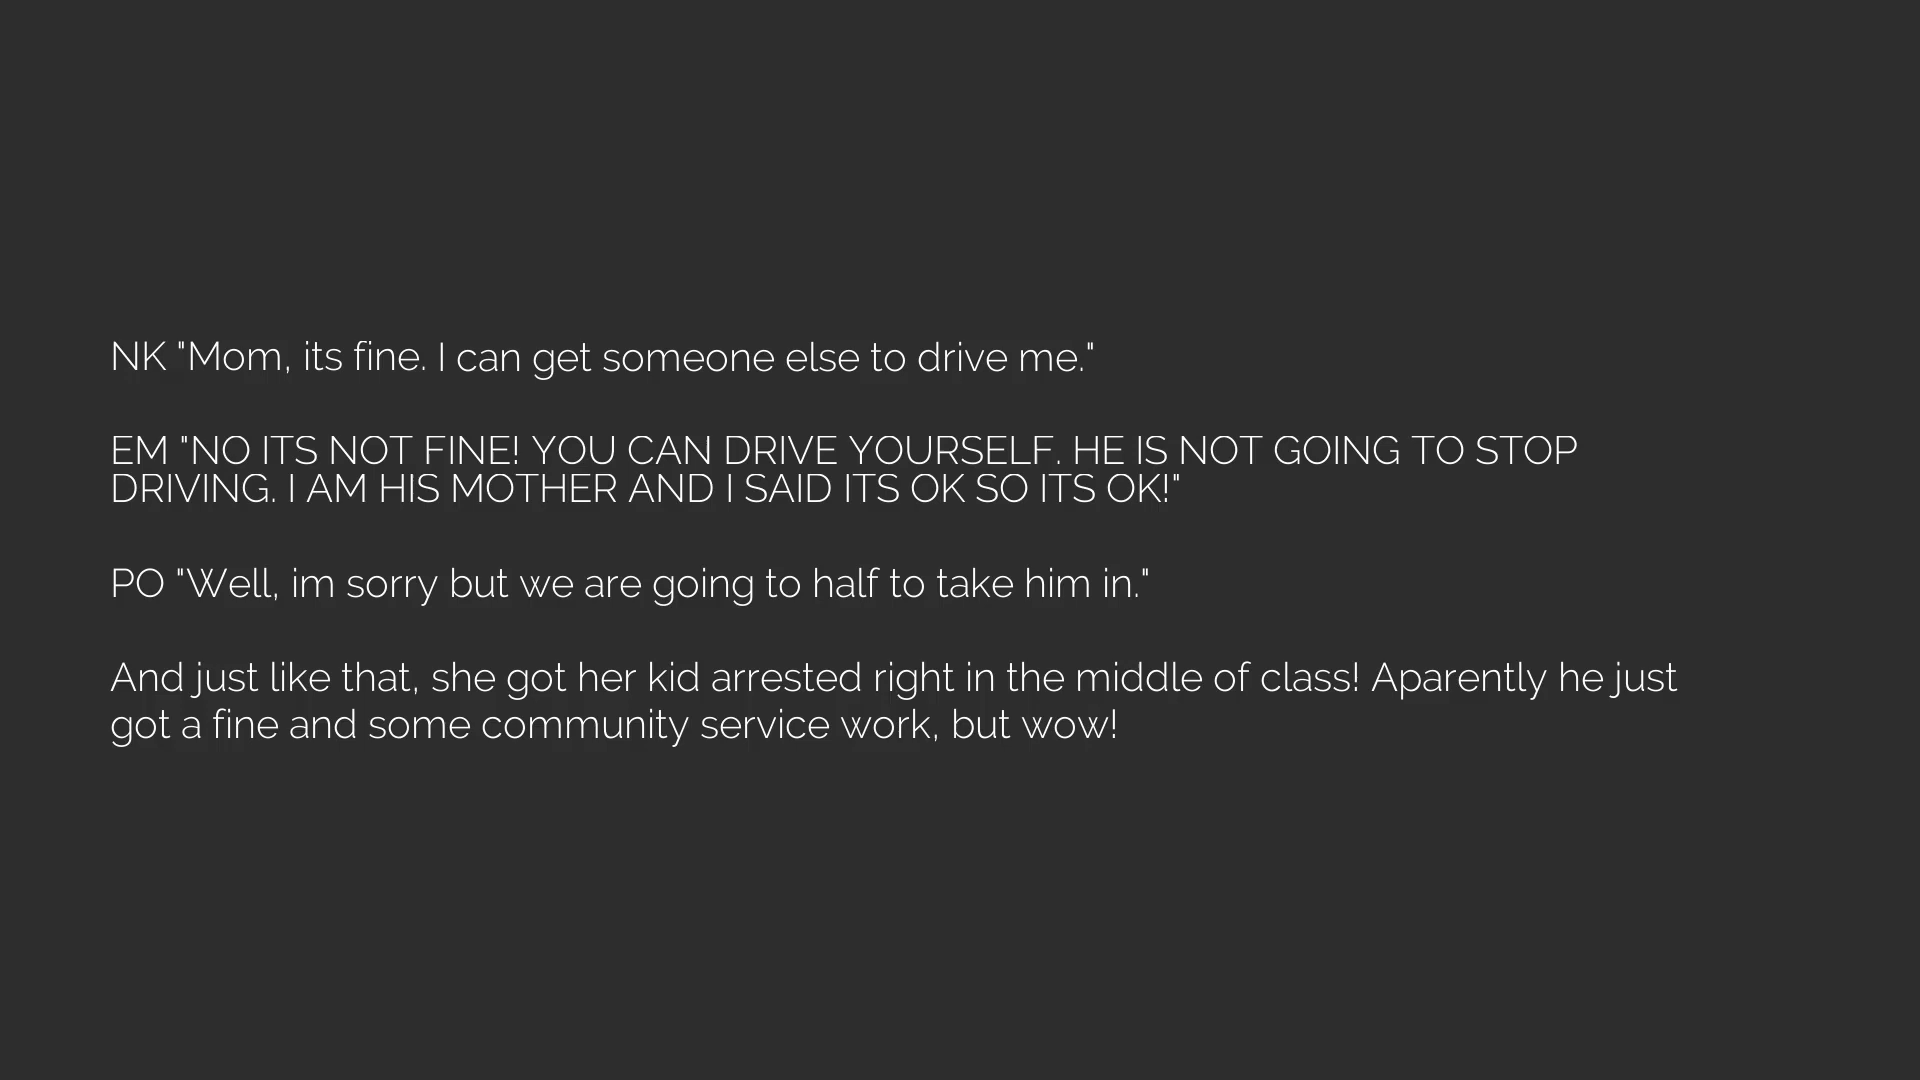 NK "Mom, its fine. I can get someone else to drive me."
EM "NO ITS NOT FINE! YOU CAN DRIVE YOURSELF. HE IS NOT GOING TO STOP
DRIVING. I AM HIS MOTHER AND I SAID ITS OK SO ITS OK!"
PO "Well, im sorry but we are going to half to take him in."
And just like that, she got her kid arrested right in the middle of class! Aparently he just
got a fine and some community service work, but wow!